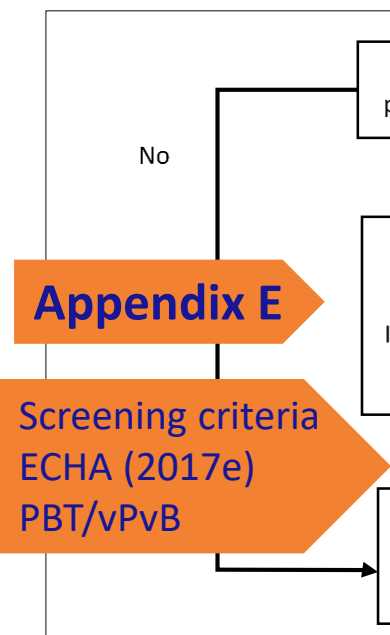 p
No
Appendix E
I
Screening criteria
ECHA (2017e)
PBT/vPvB